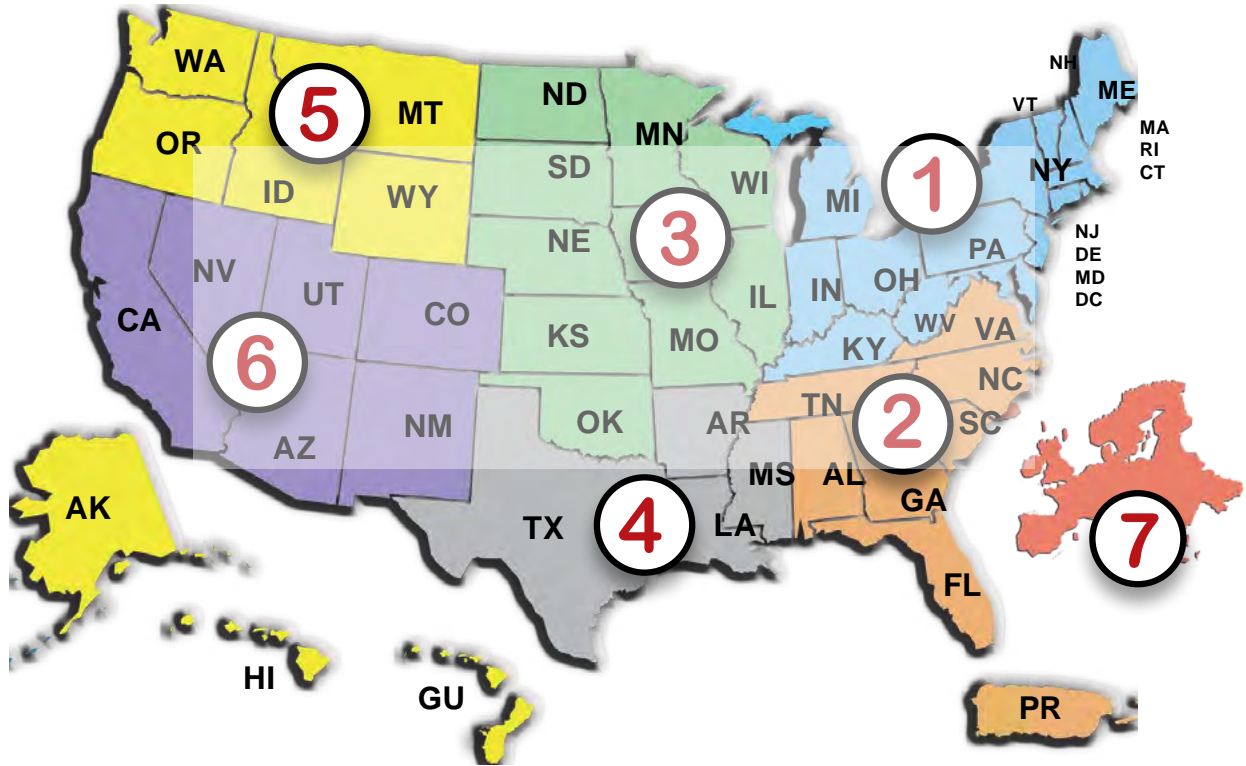 NH
WA
ND
ME
5
MT
VT
MN
MA
OR
RI
NY
SD
CT
1
WI
ID
WY
MI
3
NJ
NE
PA
DE
NV
MD
UT
IN
OH
DC
IL
CO
CA
WV
VA
KS
MO
KY
6
NC
TN
2
SC
OK
AR
NM
AZ
MS
AL
GA
AK
TX
4
LA
7
FL
HI
GU
PR